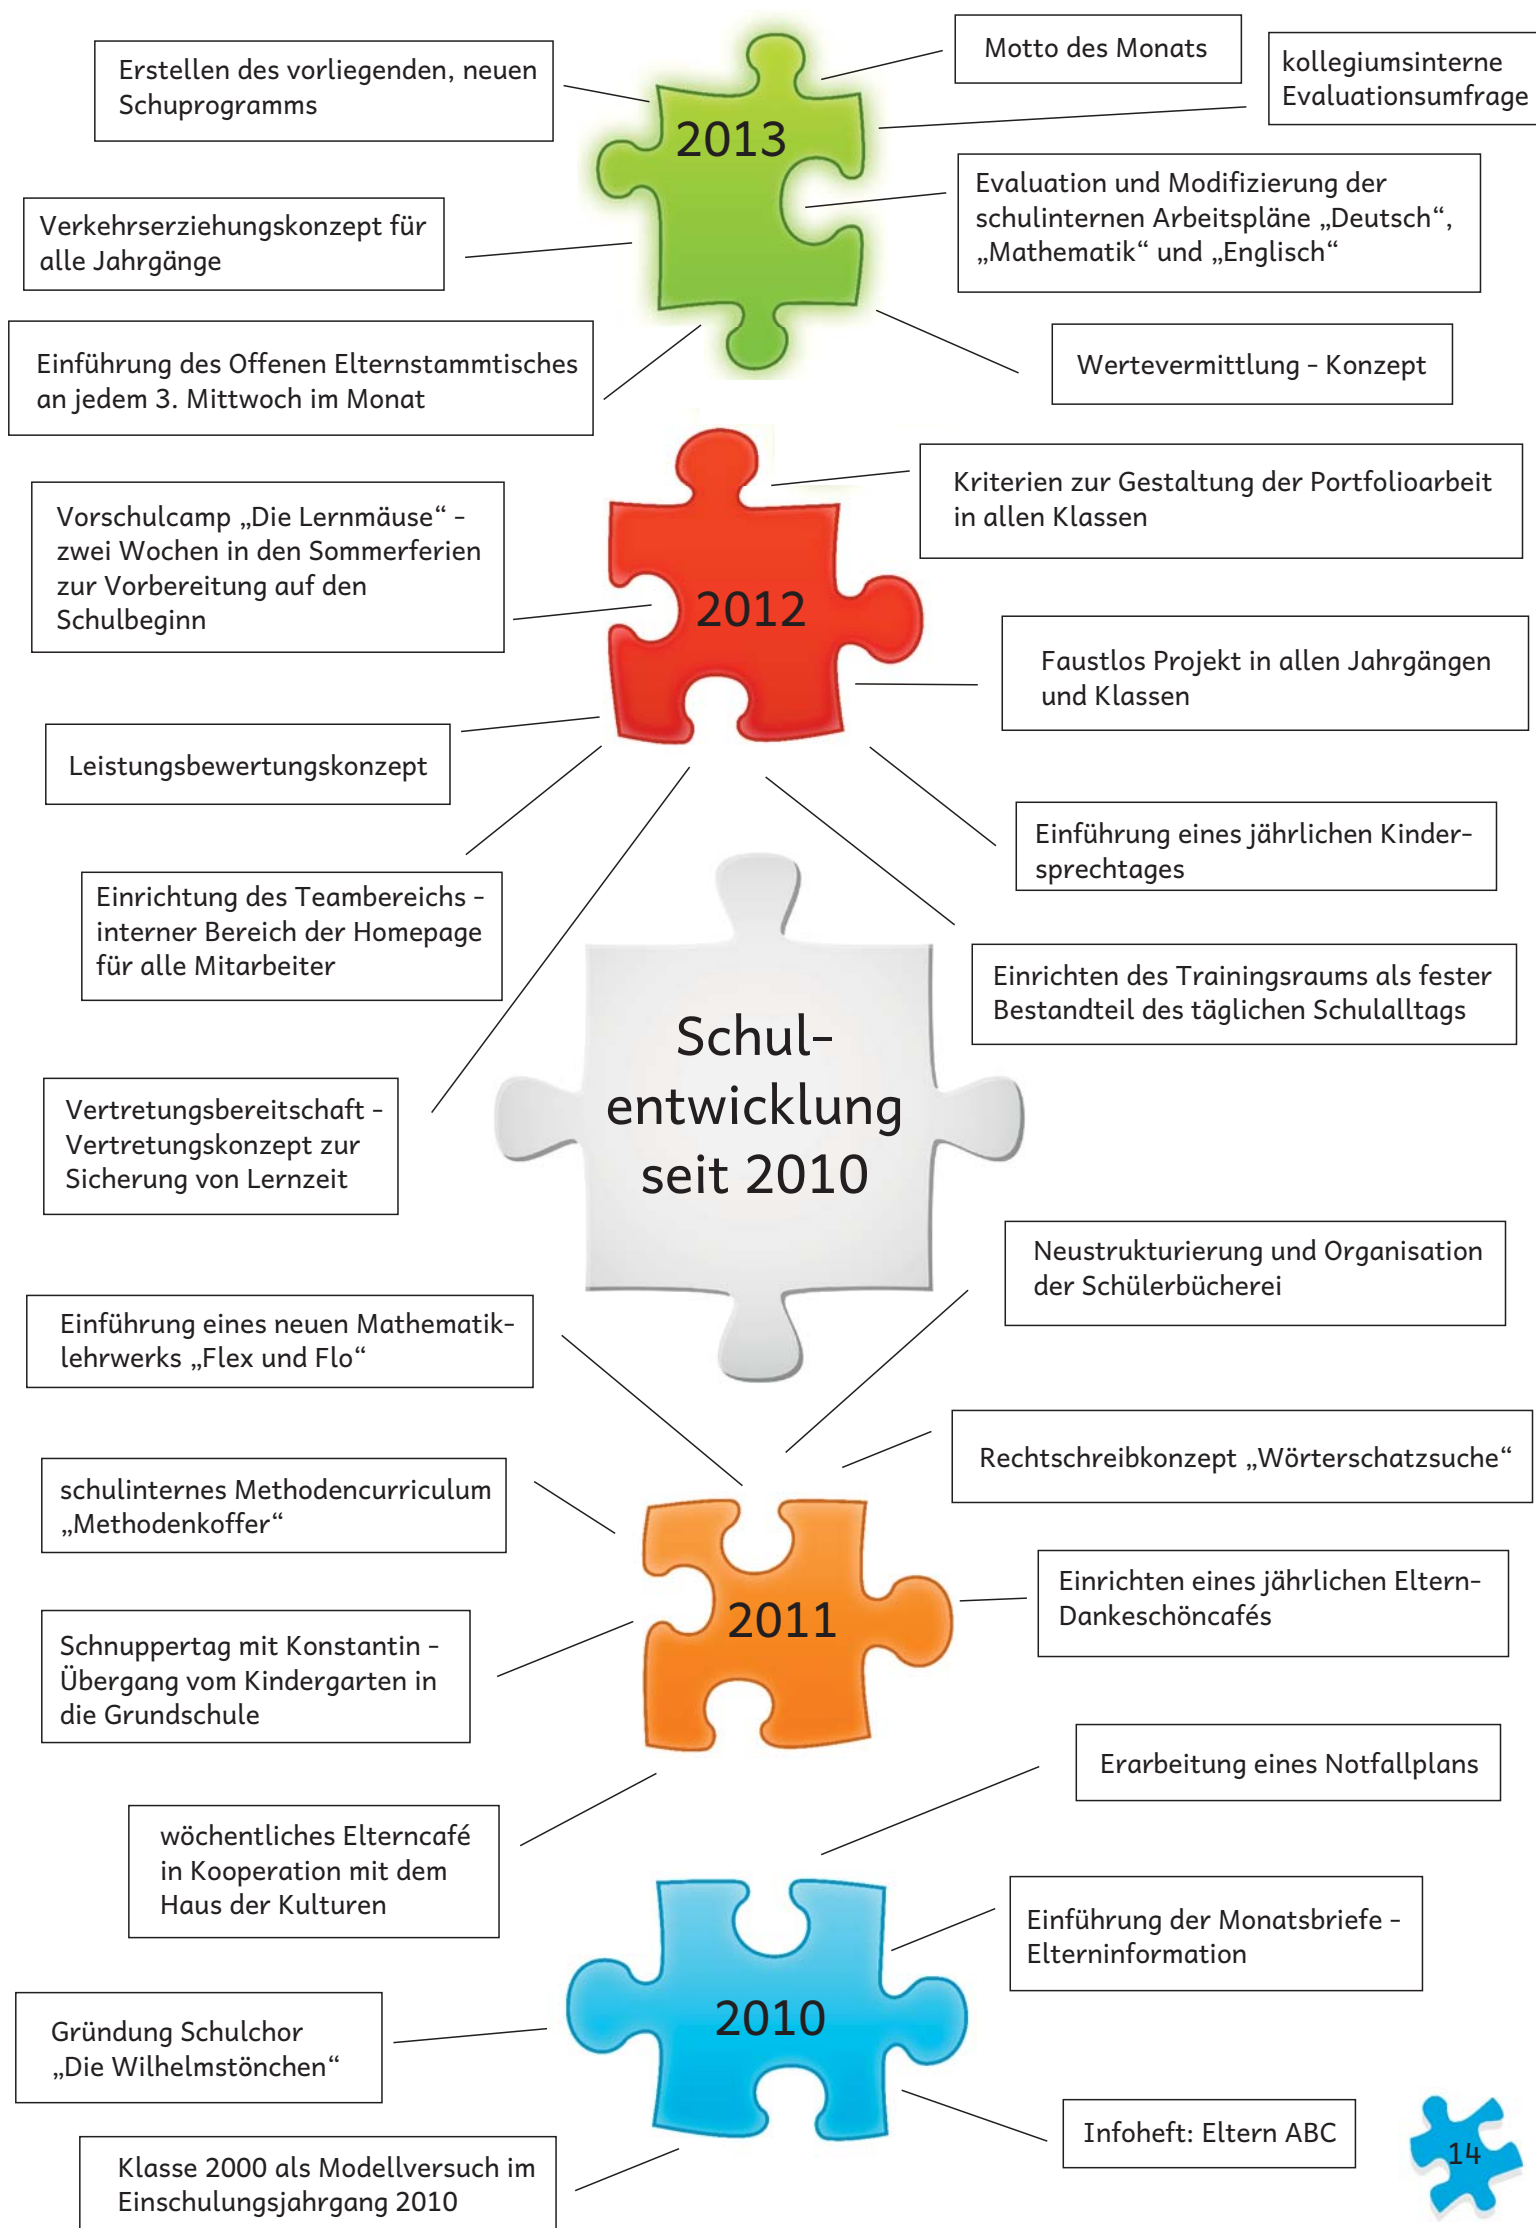 Motto des Monats
kollegiumsinterne
Evaluationsumfrage
Erstellen des vorliegenden, neuen
Schuprogramms
2013
Evaluation und Modifizierung der
schulinternen Arbeitspläne „Deutsch“,
„Mathematik“ und „Englisch“
Verkehrserziehungskonzept für
alle Jahrgänge
Einführung des Offenen Elternstammtisches
an jedem 3. Mittwoch im Monat
Wertevermittlung - Konzept
Kriterien zur Gestaltung der Portfolioarbeit
in allen Klassen
Vorschulcamp „Die Lernmäuse“ -
zwei Wochen in den Sommerferien
zur Vorbereitung auf den
Schulbeginn
2012
Faustlos Projekt in allen Jahrgängen
und Klassen
Leistungsbewertungskonzept
Einführung eines jährlichen Kinder-
sprechtages
Einrichtung des Teambereichs -
interner Bereich der Homepage
für alle Mitarbeiter
Einrichten des Trainingsraums als fester
Bestandteil des täglichen Schulalltags
Schul-
entwicklung
seit 2010
Vertretungsbereitschaft -
Vertretungskonzept zur
Sicherung von Lernzeit
Neustrukturierung und Organisation
der Schülerbücherei
Einführung eines neuen Mathematik-
lehrwerks „Flex und Flo“
Rechtschreibkonzept „Wörterschatzsuche“
schulinternes Methodencurriculum
„Methodenkoffer“
2011
Einrichten eines jährlichen Eltern-
Dankeschöncafés
Schnuppertag mit Konstantin -
Übergang vom Kindergarten in
die Grundschule
Erarbeitung eines Notfallplans
wöchentliches Elterncafé
in Kooperation mit dem
Haus der Kulturen
Einführung der Monatsbriefe -
Elterninformation
2010
Gründung Schulchor
„Die Wilhelmstönchen“
Infoheft: Eltern ABC
Klasse 2000 als Modellversuch im
Einschulungsjahrgang 2010
14